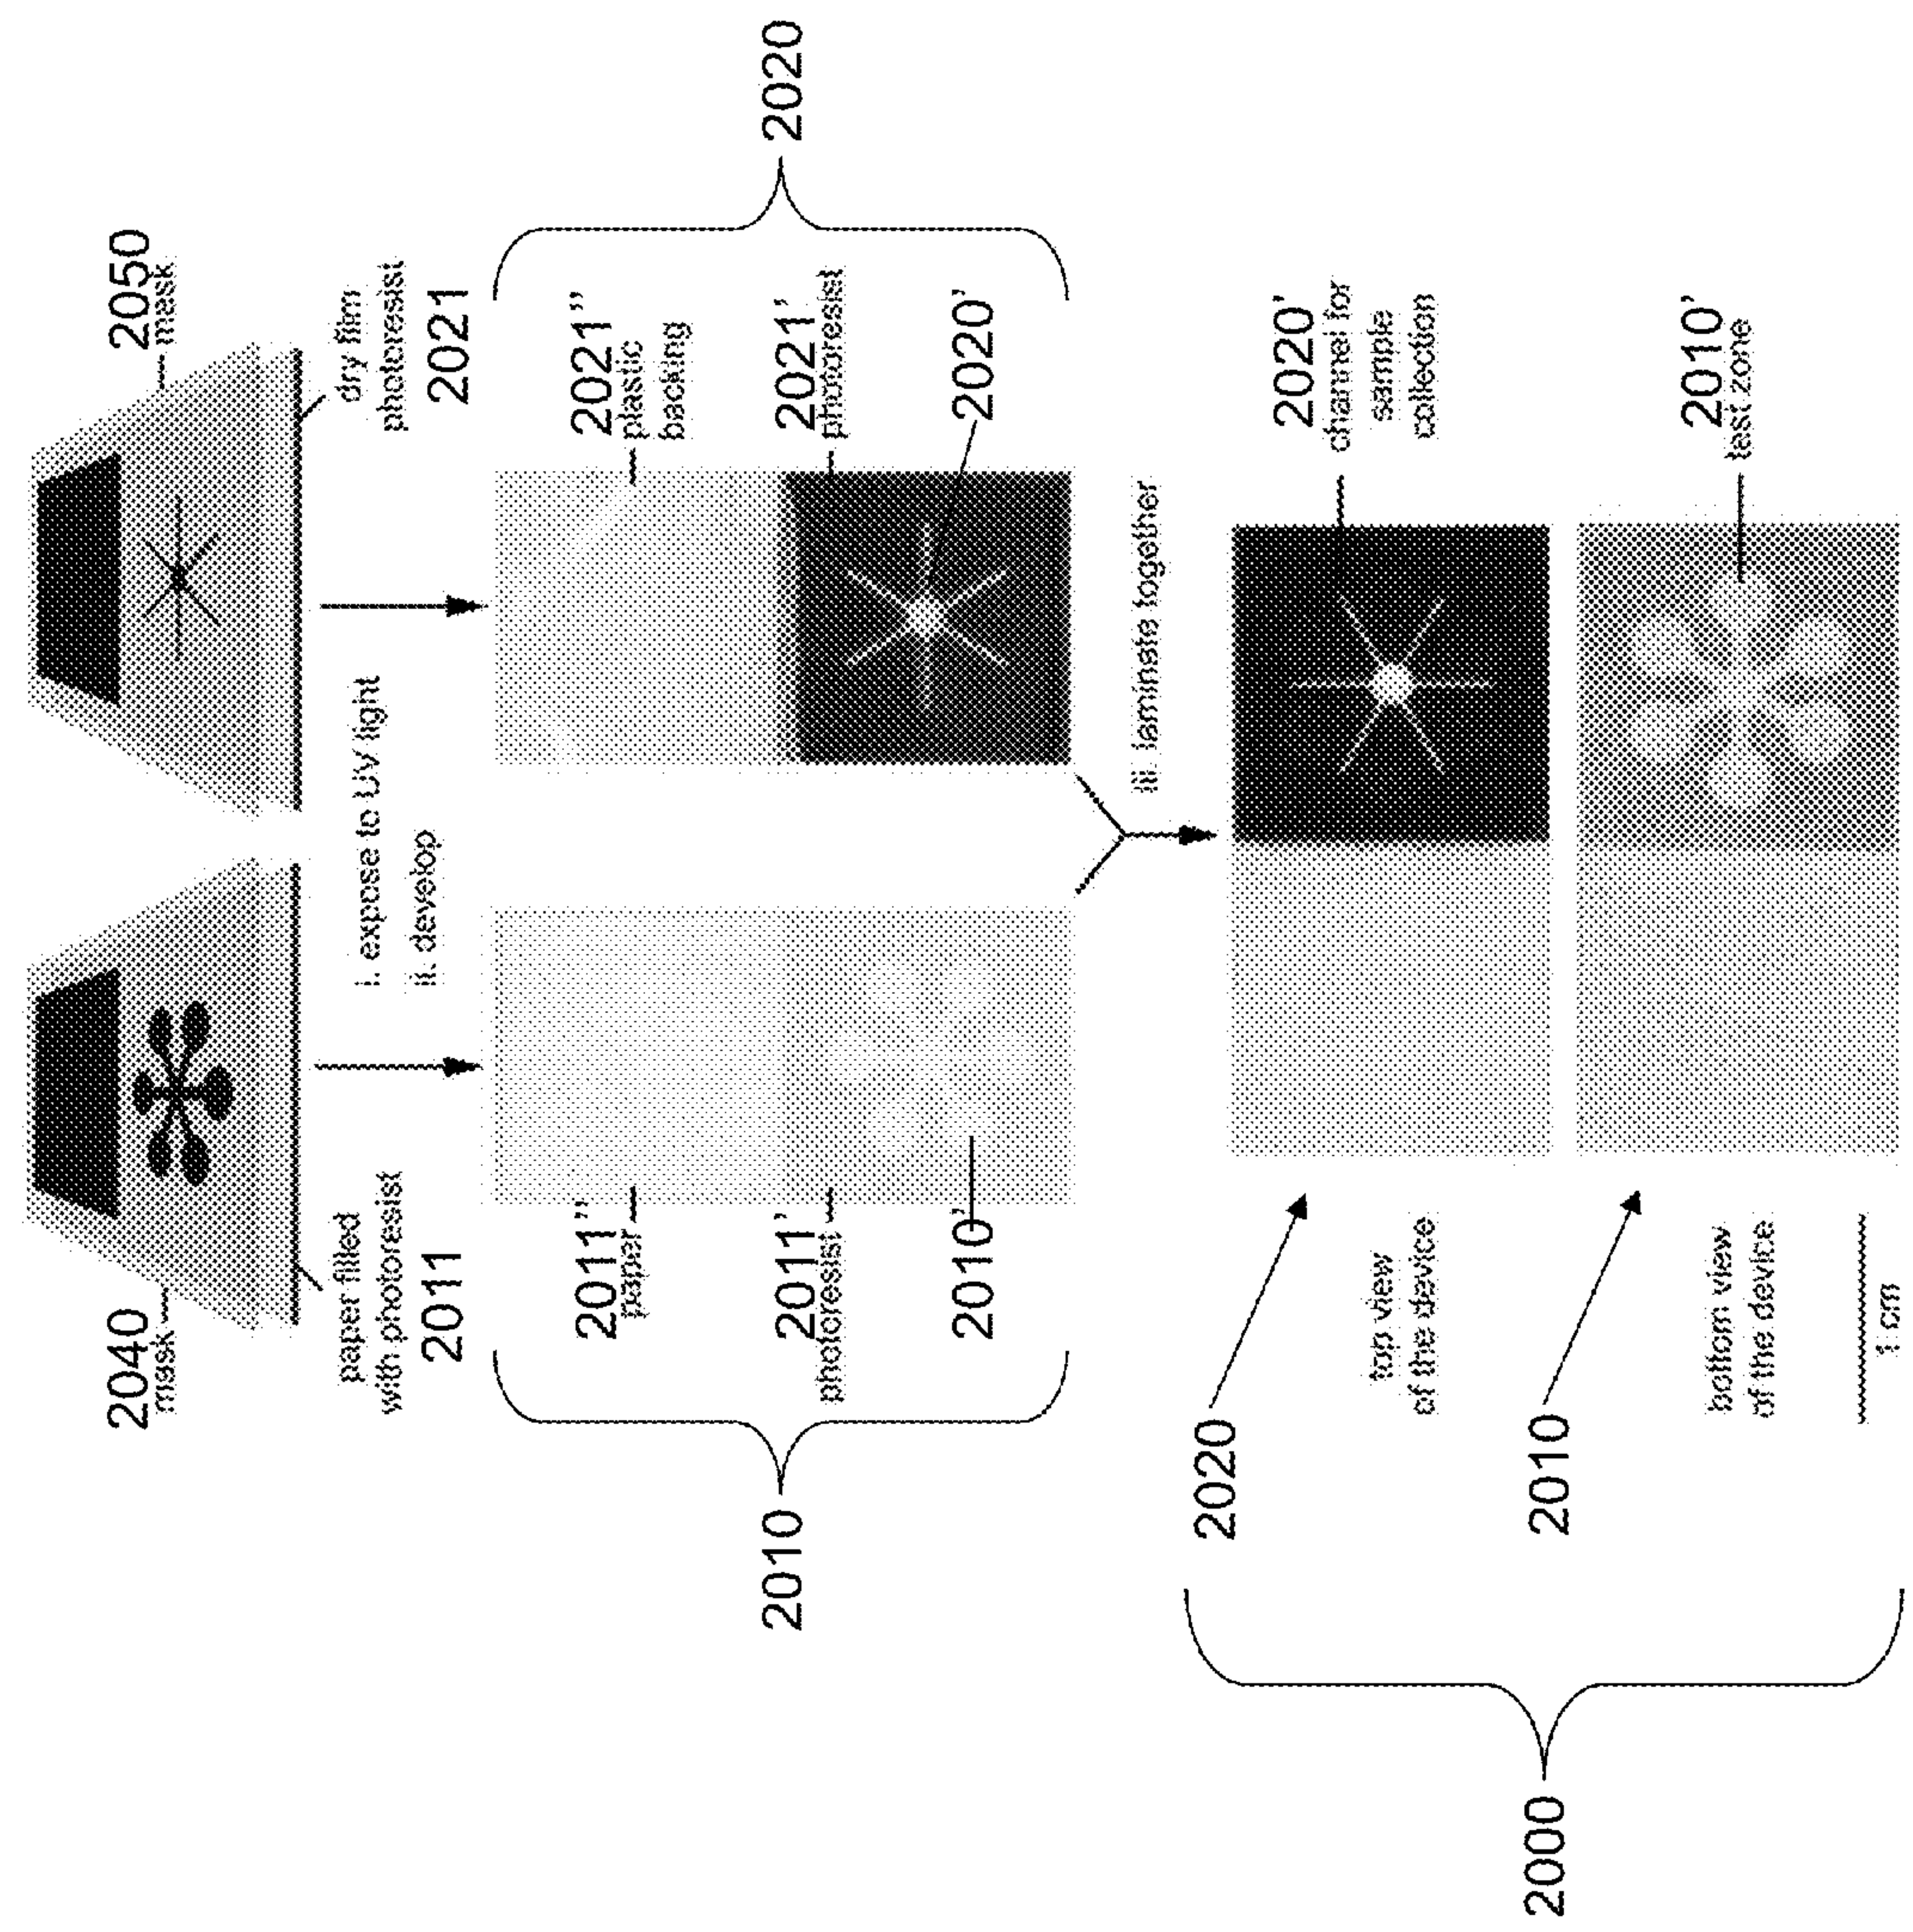 2040
mask
paper filled
with photoresist
2011
2050
mask
dry film
photoresist
2021
i. expose to UV light
ii. develop
2010
2011''
paper
2011'
photoresist
2010'
2021''
plastic
backing
2021'
photoresist
2020'
2020
iii. laminate together
2000
2020
top view
of the device
2020'
channel for
sample
collection
2010
bottom view
of the device
2010'
test zone
1 cm